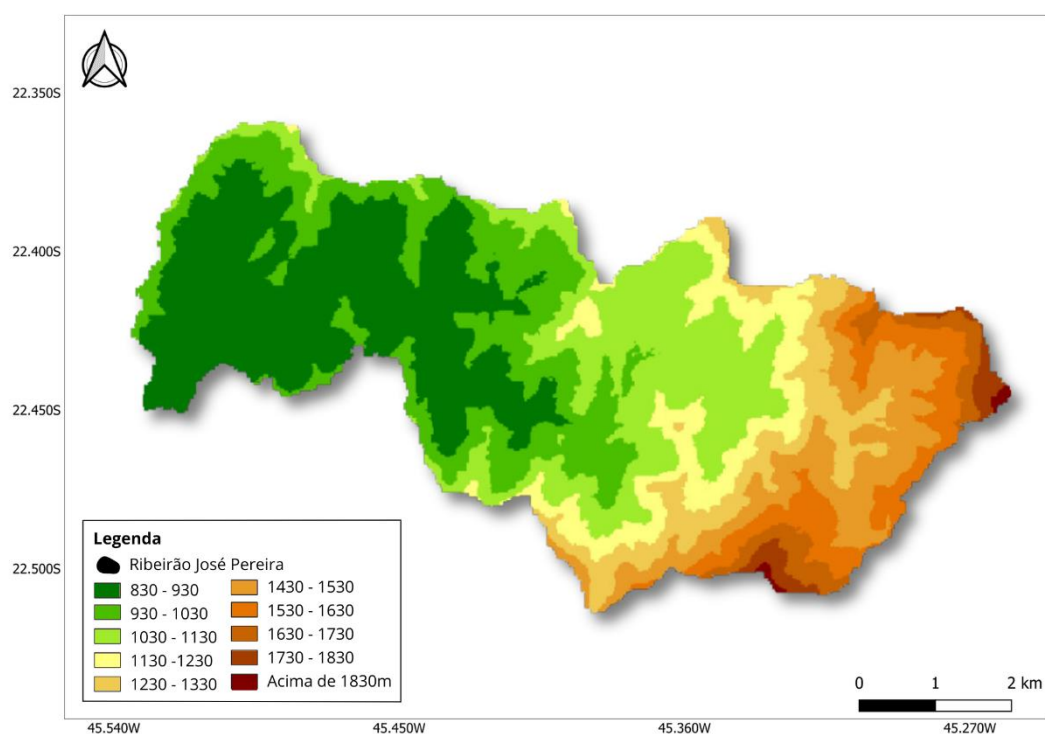 22.350S
22.400S
22.450S
22.500S
Legenda
Ribeirão José Pereira
830 - 930
930 - 1030
1030 - 1130
1130 -1230
1230 - 1330
1430 - 1530
1530 - 1630
1630 - 1730
1730 - 1830
Acima de 1830m
0 1 2 km
45.540W 45.450W 45.360W 45.270W